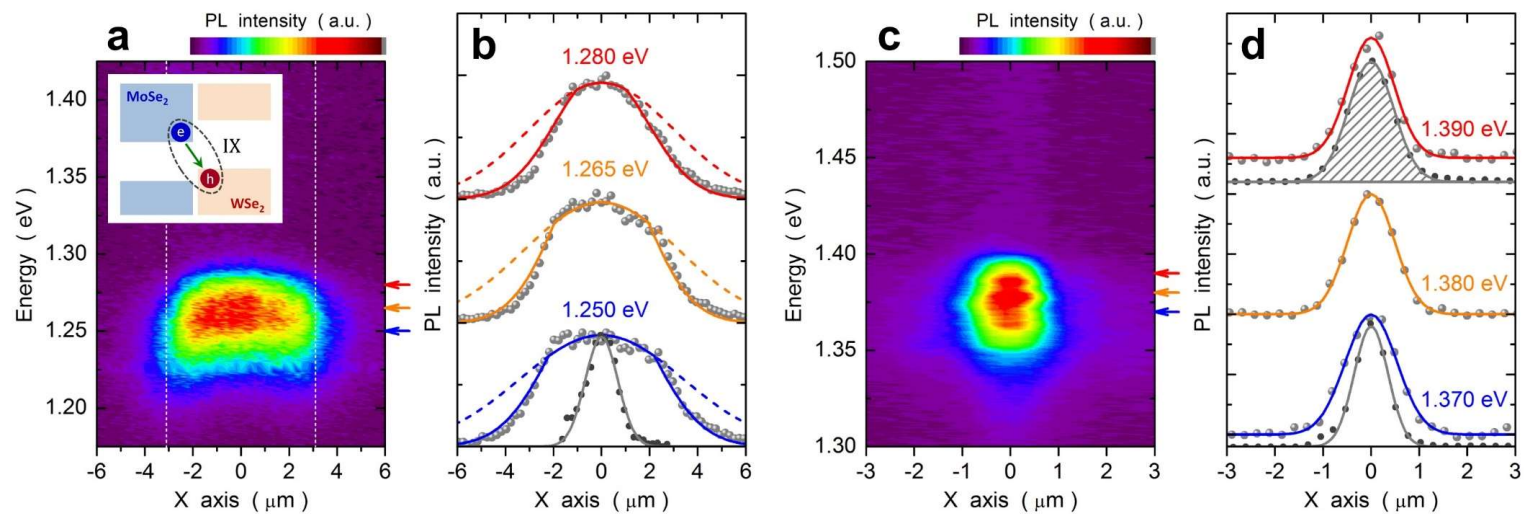 a
PL intensity ( a.u. )
Energy ( eV )
1.40
1.35
1.30
1.25
1.20
MoSe2
e
IX
h
WSe2
-6 -4 -2 0 2 4 6
X axis ( μm )
b
PL intensity ( a.u. )
1.280 eV
1.265 eV
1.250 eV
-6 -4 -2 0 2 4 6
X axis ( μm )
c
PL intensity ( a.u. )
Energy ( eV )
1.50
1.45
1.40
1.35
1.30
-3 -2 -1 0 1 2 3
X axis ( μm )
d
PL intensity ( a.u. )
1.390 eV
1.380 eV
1.370 eV
-3 -2 -1 0 1 2 3
X axis ( μm )